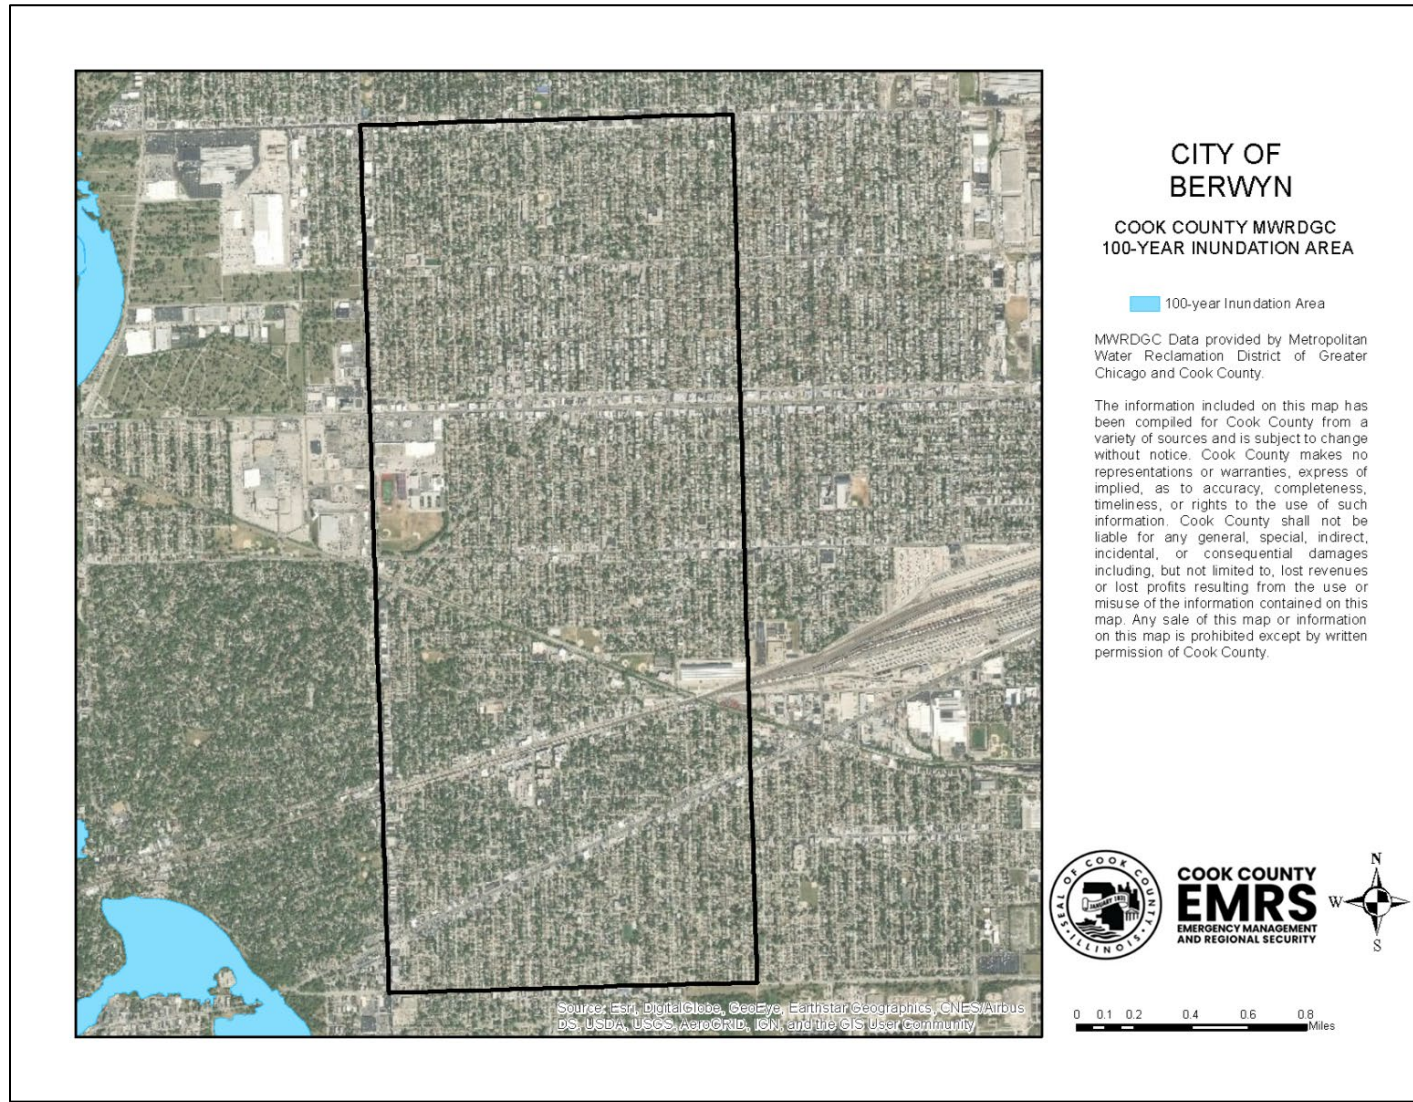 CITY OF
BERWYN
COOK COUNTY MWRDGC
100-YEAR INUNDATION AREA
100-year Inundation Area
MWRDGC Data provided by Metropolitan
Water Reclamation District of Greater
Chicago and Cook County.
The information included on this map has
been compiled for Cook County from a
variety of sources and is subject to change
without notice. Cook County makes no
representations or warranties, express of
implied, as to accuracy, completeness,
timeliness, or rights to the use of such
information. Cook County shall not be
liable for any general, special, indirect,
incidental, or consequential damages
including, but not limited to, lost revenues
or lost profits resulting from the use or
misuse of the information contained on this
map. Any sale of this map or information
on this map is prohibited except by written
permission of Cook County.
SEAL OF COOK COUNTY
JANUARY 1831
ILLINOIS
COOK COUNTY
EMRS
EMERGENCY MANAGEMENT
AND REGIONAL SECURITY
N
W
S
Source: Esri, DigitalGlobe, GeoEye, Earthstar Geographics, CNES/Airbus
DS, USDA, USGS, AeroGRID, IGN, and the GIS User Community
0 0.1 0.2 0.4 0.6 0.8
Miles